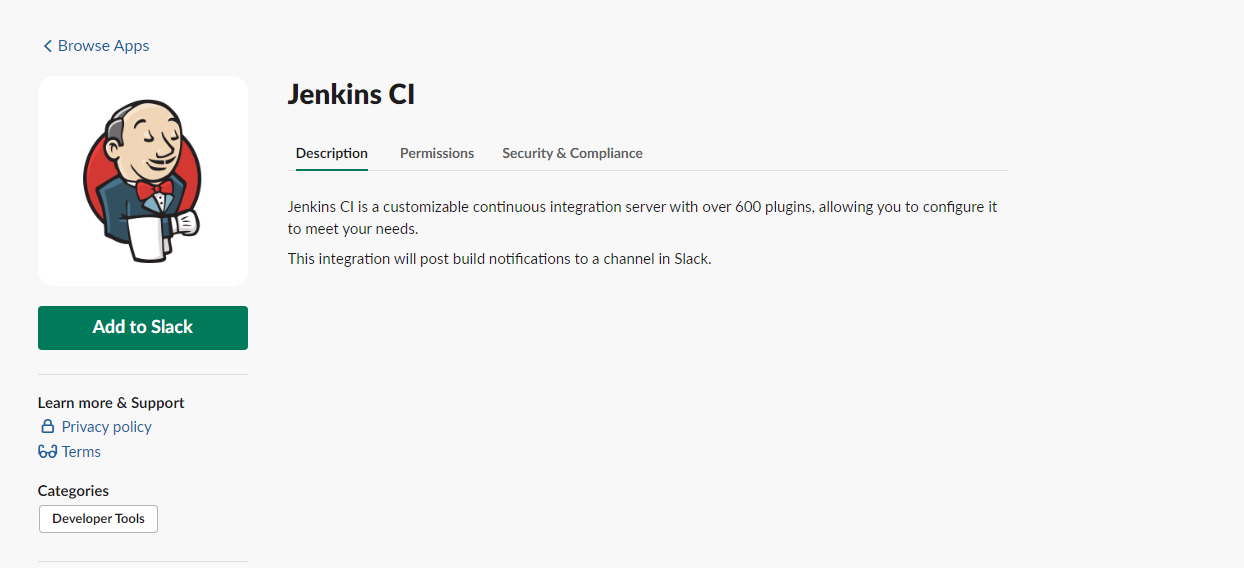 Browse Apps
Jenkins CI
Description Permissions Security & Compliance
Jenkins CI is a customizable continuous integration server with over 600 plugins, allowing you to configure it
to meet your needs.
This integration will post build notifications to a channel in Slack.
Add to Slack
Learn more & Support
Privacy policy
Terms
Categories
Developer Tools